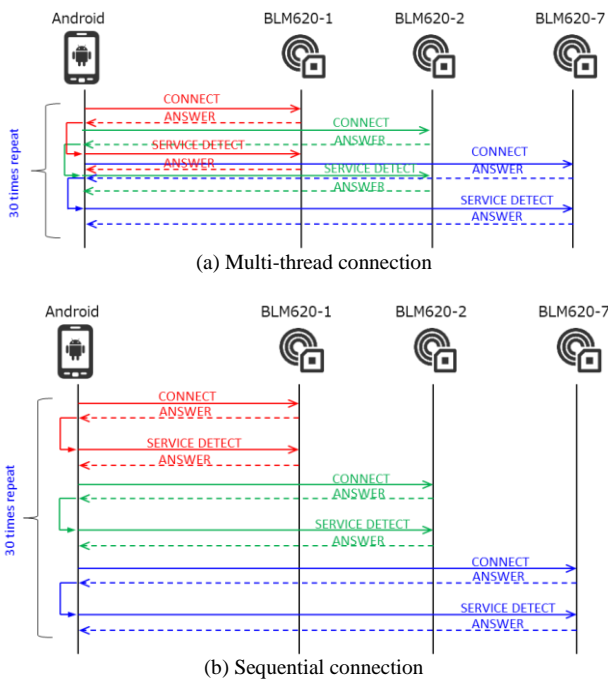 Android
BLM620-1
BLM620-2
BLM620-7
CONNECT
ANSWER
CONNECT
ANSWER
SERVICE DETECT
CONNECT
ANSWER
ANSWER
SERVICE DETECT
ANSWER
SERVICE DETECT
ANSWER
30 times repeat
(a) Multi-thread connection
Android
BLM620-1
BLM620-2
BLM620-7
CONNECT
ANSWER
SERVICE DETECT
ANSWER
CONNECT
ANSWER
SERVICE DETECT
ANSWER
CONNECT
ANSWER
SERVICE DETECT
ANSWER
30 times repeat
(b) Sequential connection